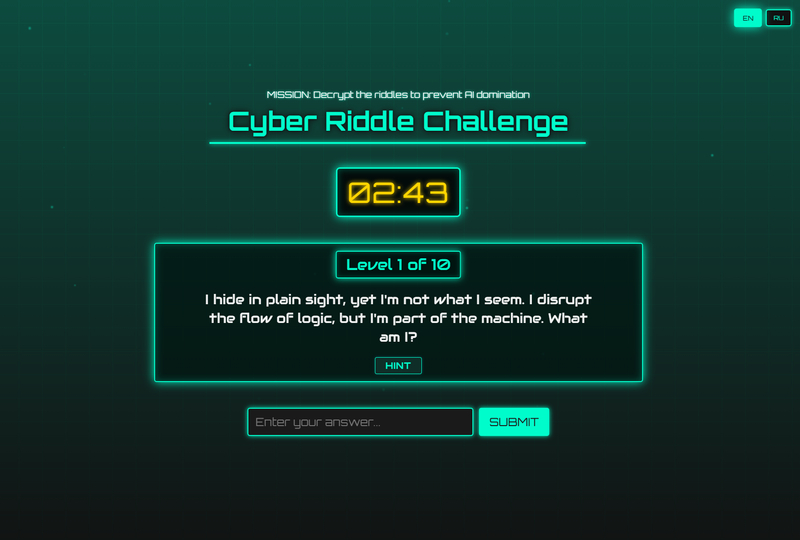 EN
RU
MISSION: Decrypt the riddles to prevent AI domination
Cyber Riddle Challenge
02:43
Level 1 of 10
I hide in plain sight, yet I'm not what I seem. I disrupt
the flow of logic, but I'm part of the machine. What
am I?
HINT
Enter your answer...
SUBMIT